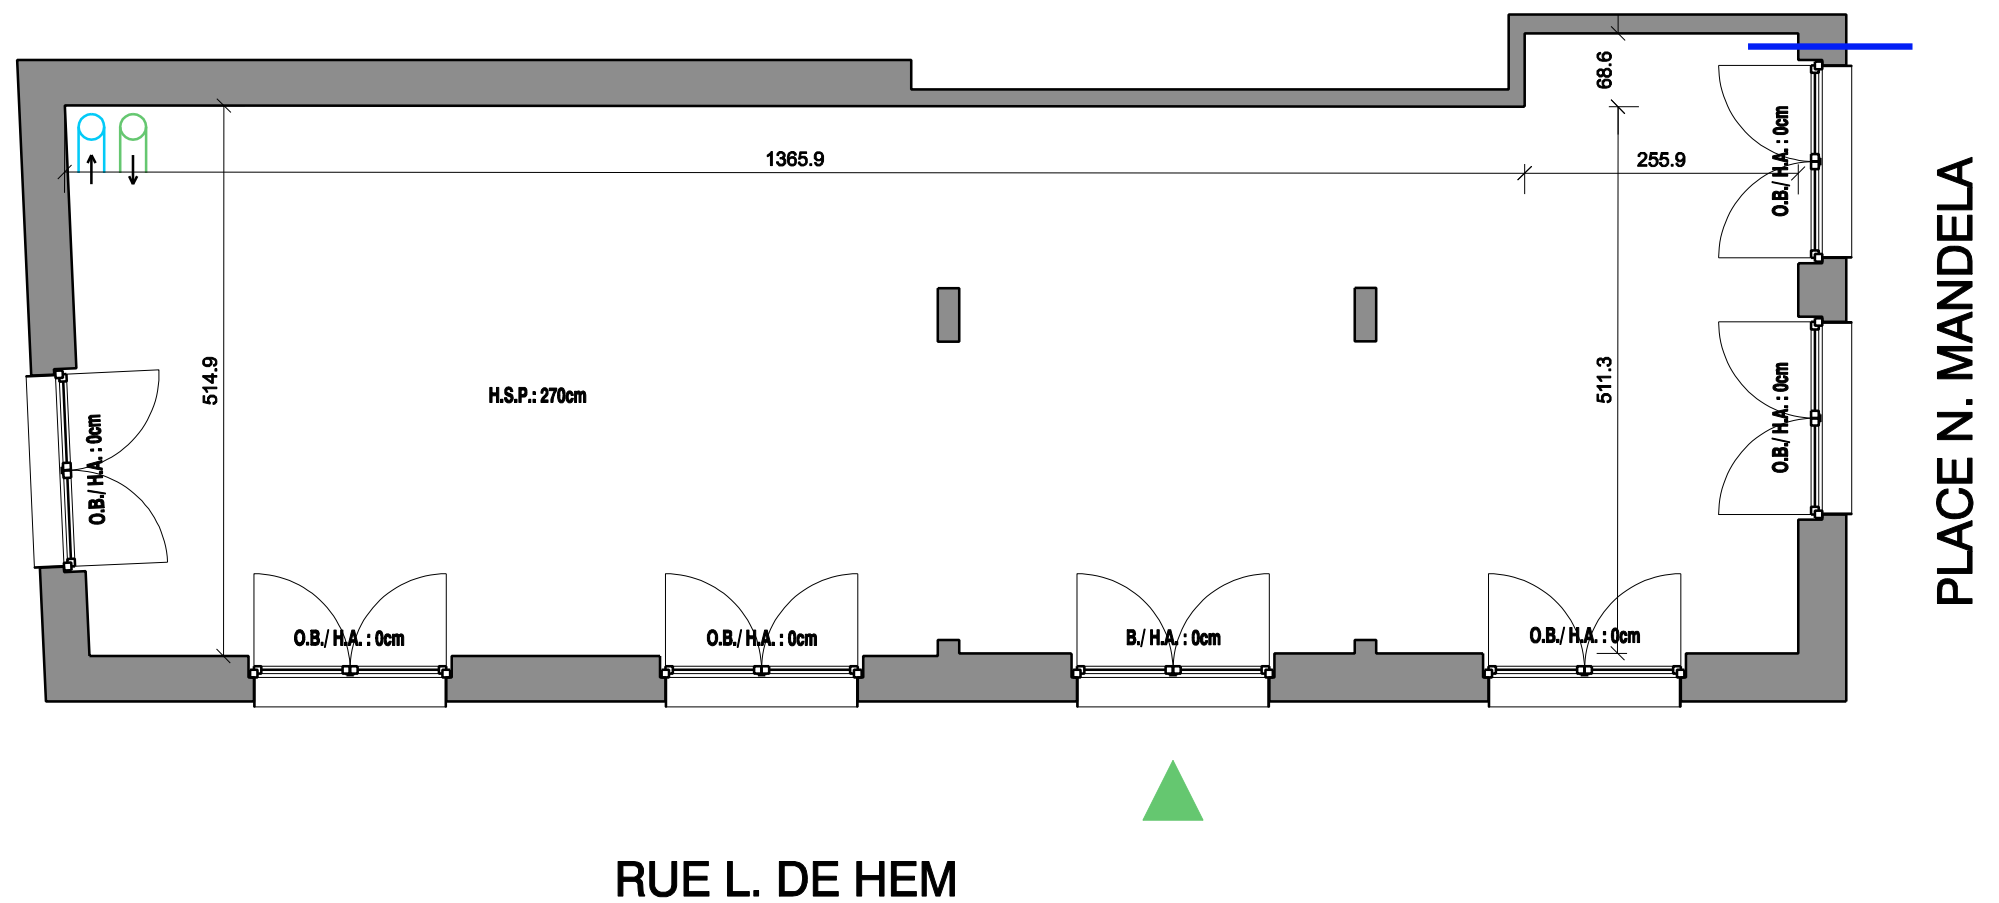 68.6
1365.9
255.9
O.B./ H.A. : 0cm
PLACE N. MANDELA
514.9
H.S.P.: 270cm
511.3
O.B./ H.A. : 0cm
O.B./ H.A. : 0cm
O.B./ H.A. : 0cm
O.B./ H.A. : 0cm
B./ H.A. : 0cm
O.B./ H.A. : 0cm
RUE L. DE HEM